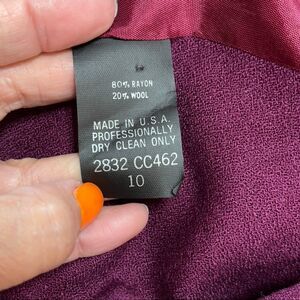 80% RAYON
20% WOOL
MADE IN U.S.A.
PROFESSIONALLY
DRY CLEAN ONLY
2832 CC462
10